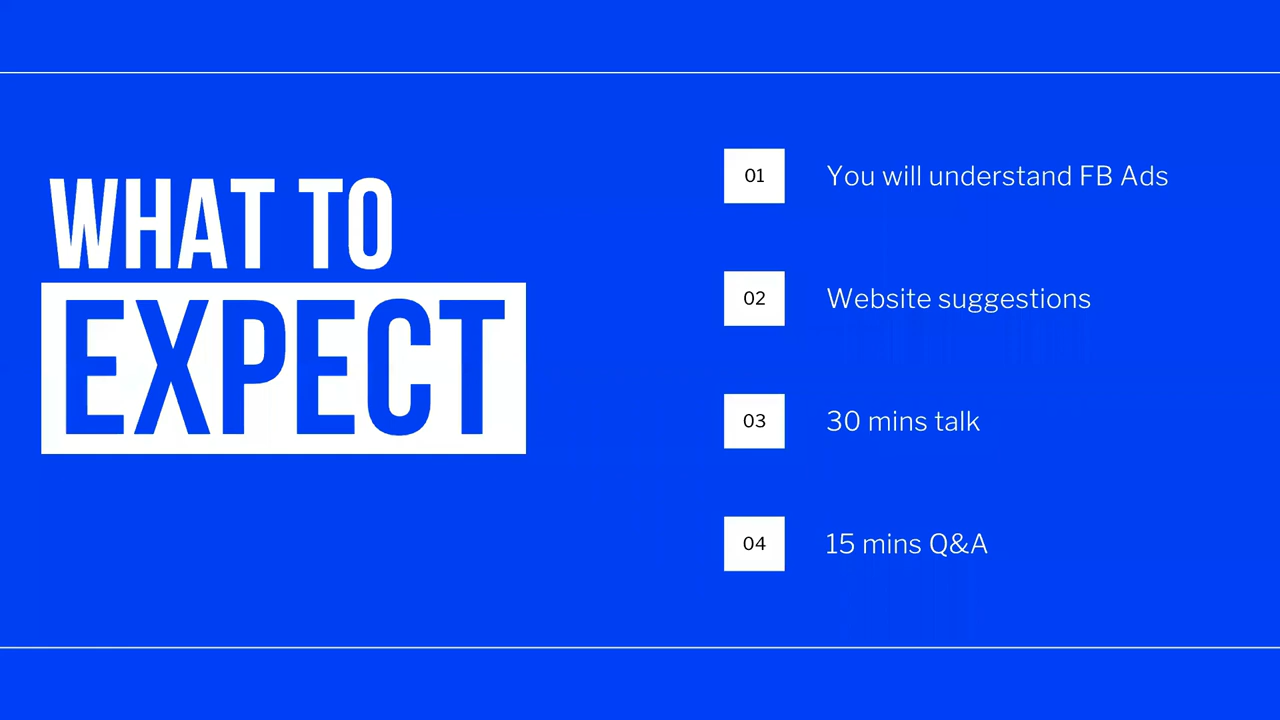 WHAT TO
EXPECT
01 You will understand FB Ads
02 Website suggestions
03 30 mins talk
04 15 mins Q&A